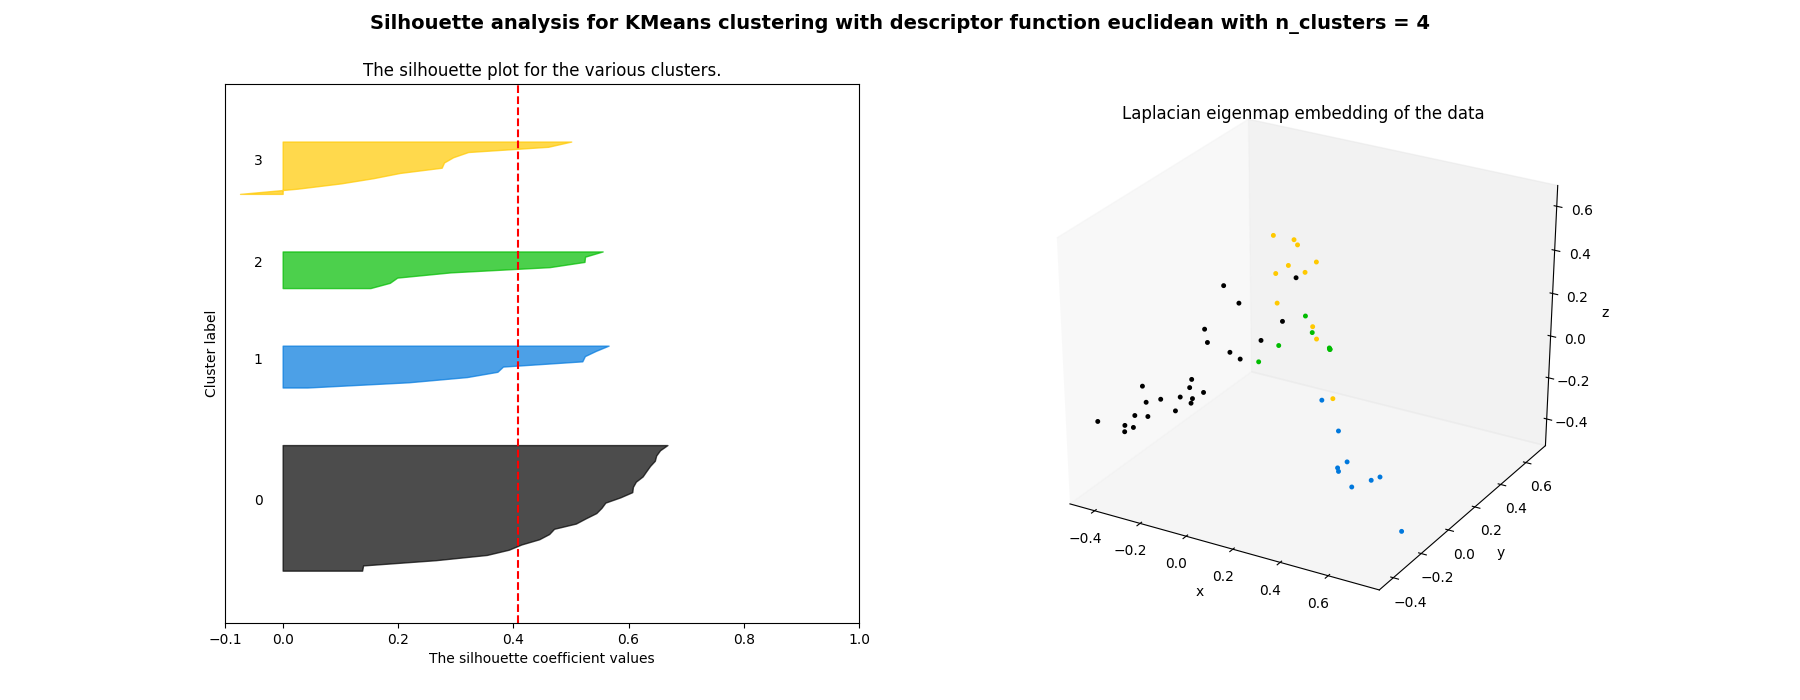 Silhouette analysis for KMeans clustering with descriptor function euclidean with n_clusters = 4
The silhouette plot for the various clusters.
3
2
1
0
Cluster label
−0.1 0.0 0.2 0.4 0.6 0.8 1.0
The silhouette coefficient values
Laplacian eigenmap embedding of the data
0.6
0.4
0.2
0.0
−0.2
−0.4
z
−0.4 −0.2 0.0 0.2 0.4 0.6
x
0.6
0.4
0.2
0.0
−0.2
−0.4
y